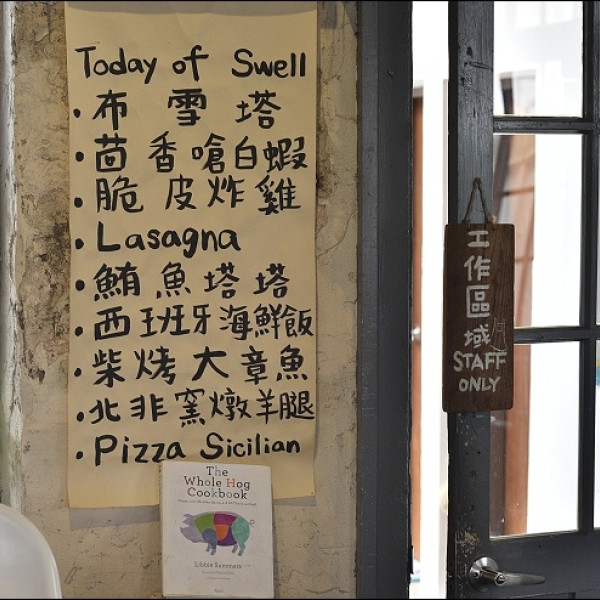 Today of Swell
·布雪塔
·茴香嗆白蝦
·脆皮炸雞
·Lasagna
·鮪魚塔塔
·西班牙海鮮飯
·柴烤大章魚
·北非窯燉羊腿
·Pizza Sicilian
The
Whole Hog
Cookbook
Libbie Summers
工作區域
STAFF
ONLY